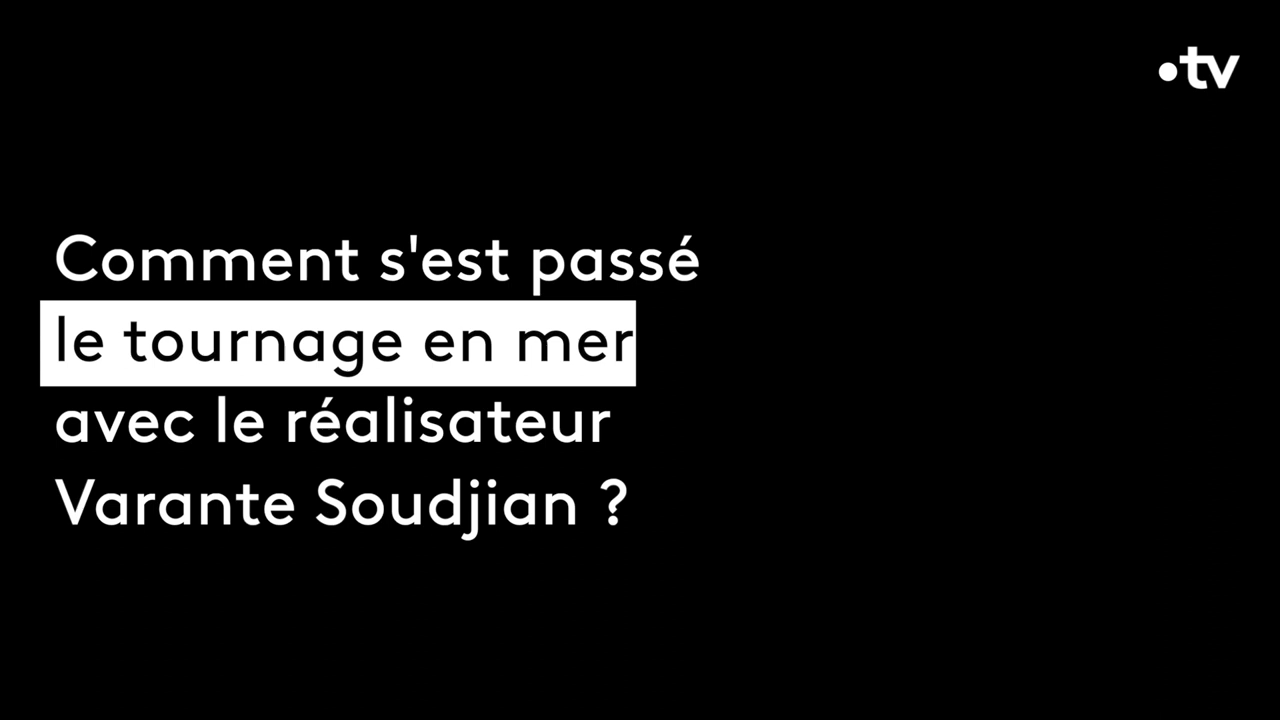 •tv
Comment s'est passé
le tournage en mer
avec le réalisateur
Varante Soudjian ?